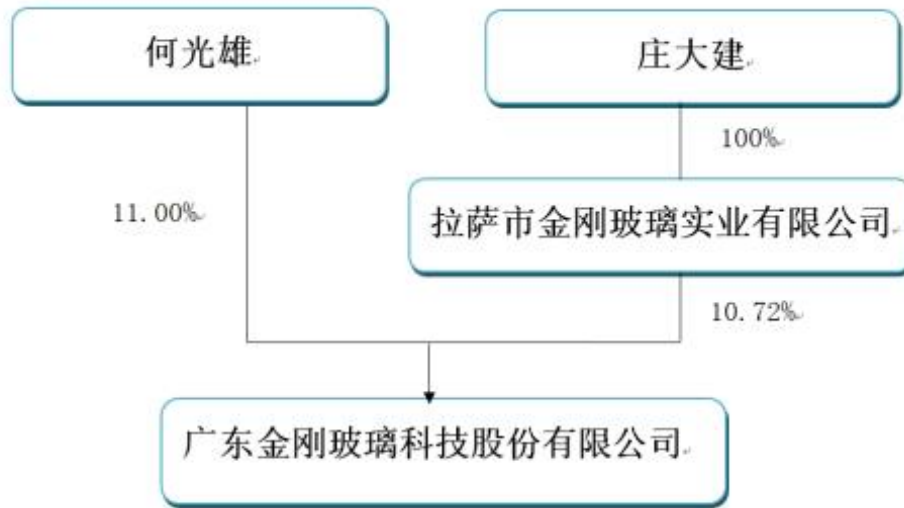 何光雄
庄大建
100%
11.00%
拉萨市金刚玻璃实业有限公司
10.72%
广东金刚玻璃科技股份有限公司